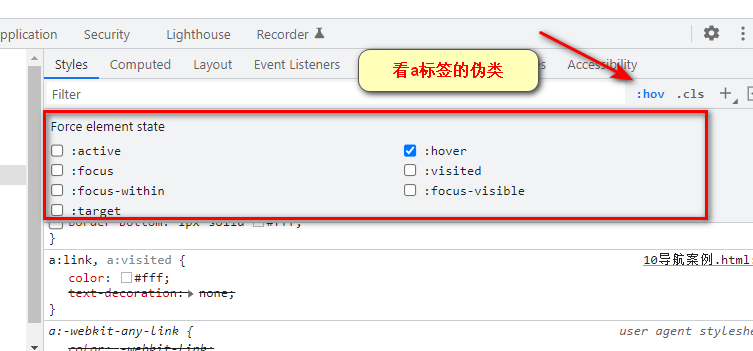 pplication Security Lighthouse Recorder
Styles Computed Layout Event Listeners s Accessibility
看a标签的伪类
Filter :hov .cls
Force element state
:active :hover
:focus :visited
:focus-within :focus-visible
:target
border-bottom: 1px solid #fff;
}
a:link, a:visited { 10导航案例.html:
color: #fff;
text-decoration: none;
}
a:-webkit-any-link { user agent styleshe
color: -webkit-link;